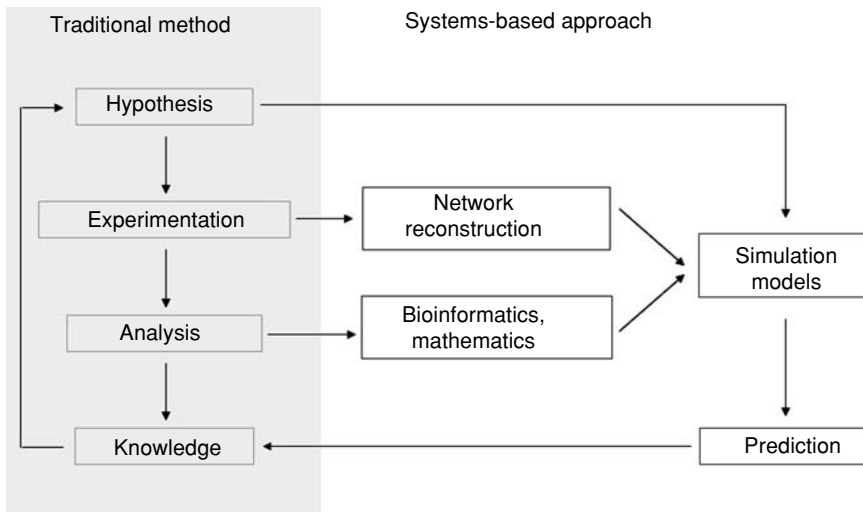 Traditional method
Systems-based approach
Hypothesis
Experimentation
Network
reconstruction
Simulation
models
Analysis
Bioinformatics,
mathematics
Knowledge
Prediction